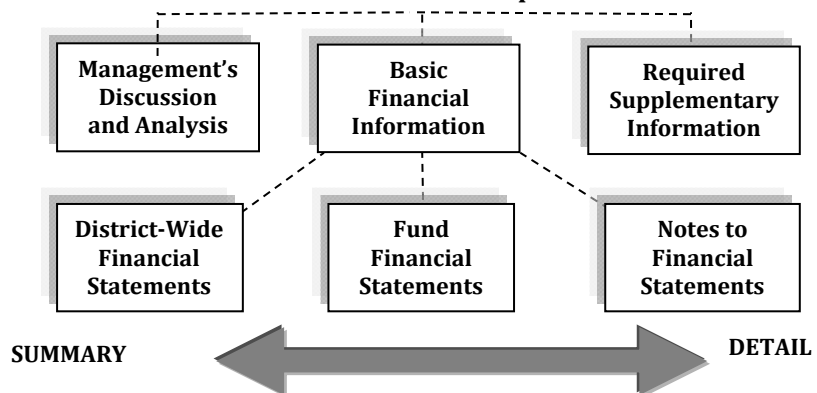 Management’s
Discussion
and Analysis
Basic
Financial
Information
Required
Supplementary
Information
District-Wide
Financial
Statements
Fund
Financial
Statements
Notes to
Financial
Statements
SUMMARY
DETAIL